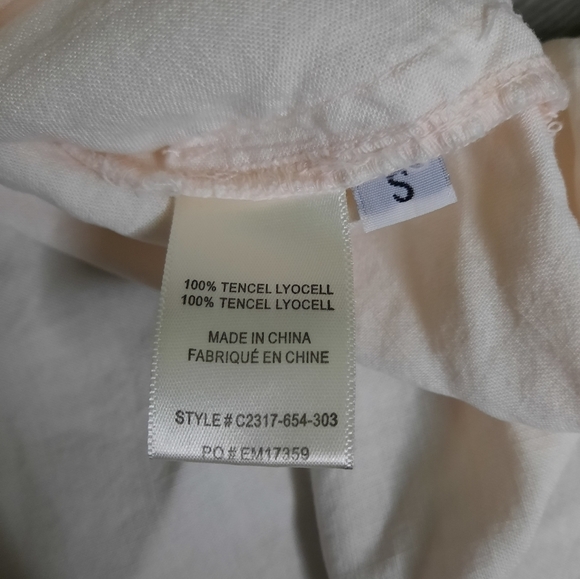 S
100% TENCEL LYOCELL
100% TENCEL LYOCELL
MADE IN CHINA
FABRIQUÉ EN CHINE
STYLE # C2317-654-303
PO # EM17359